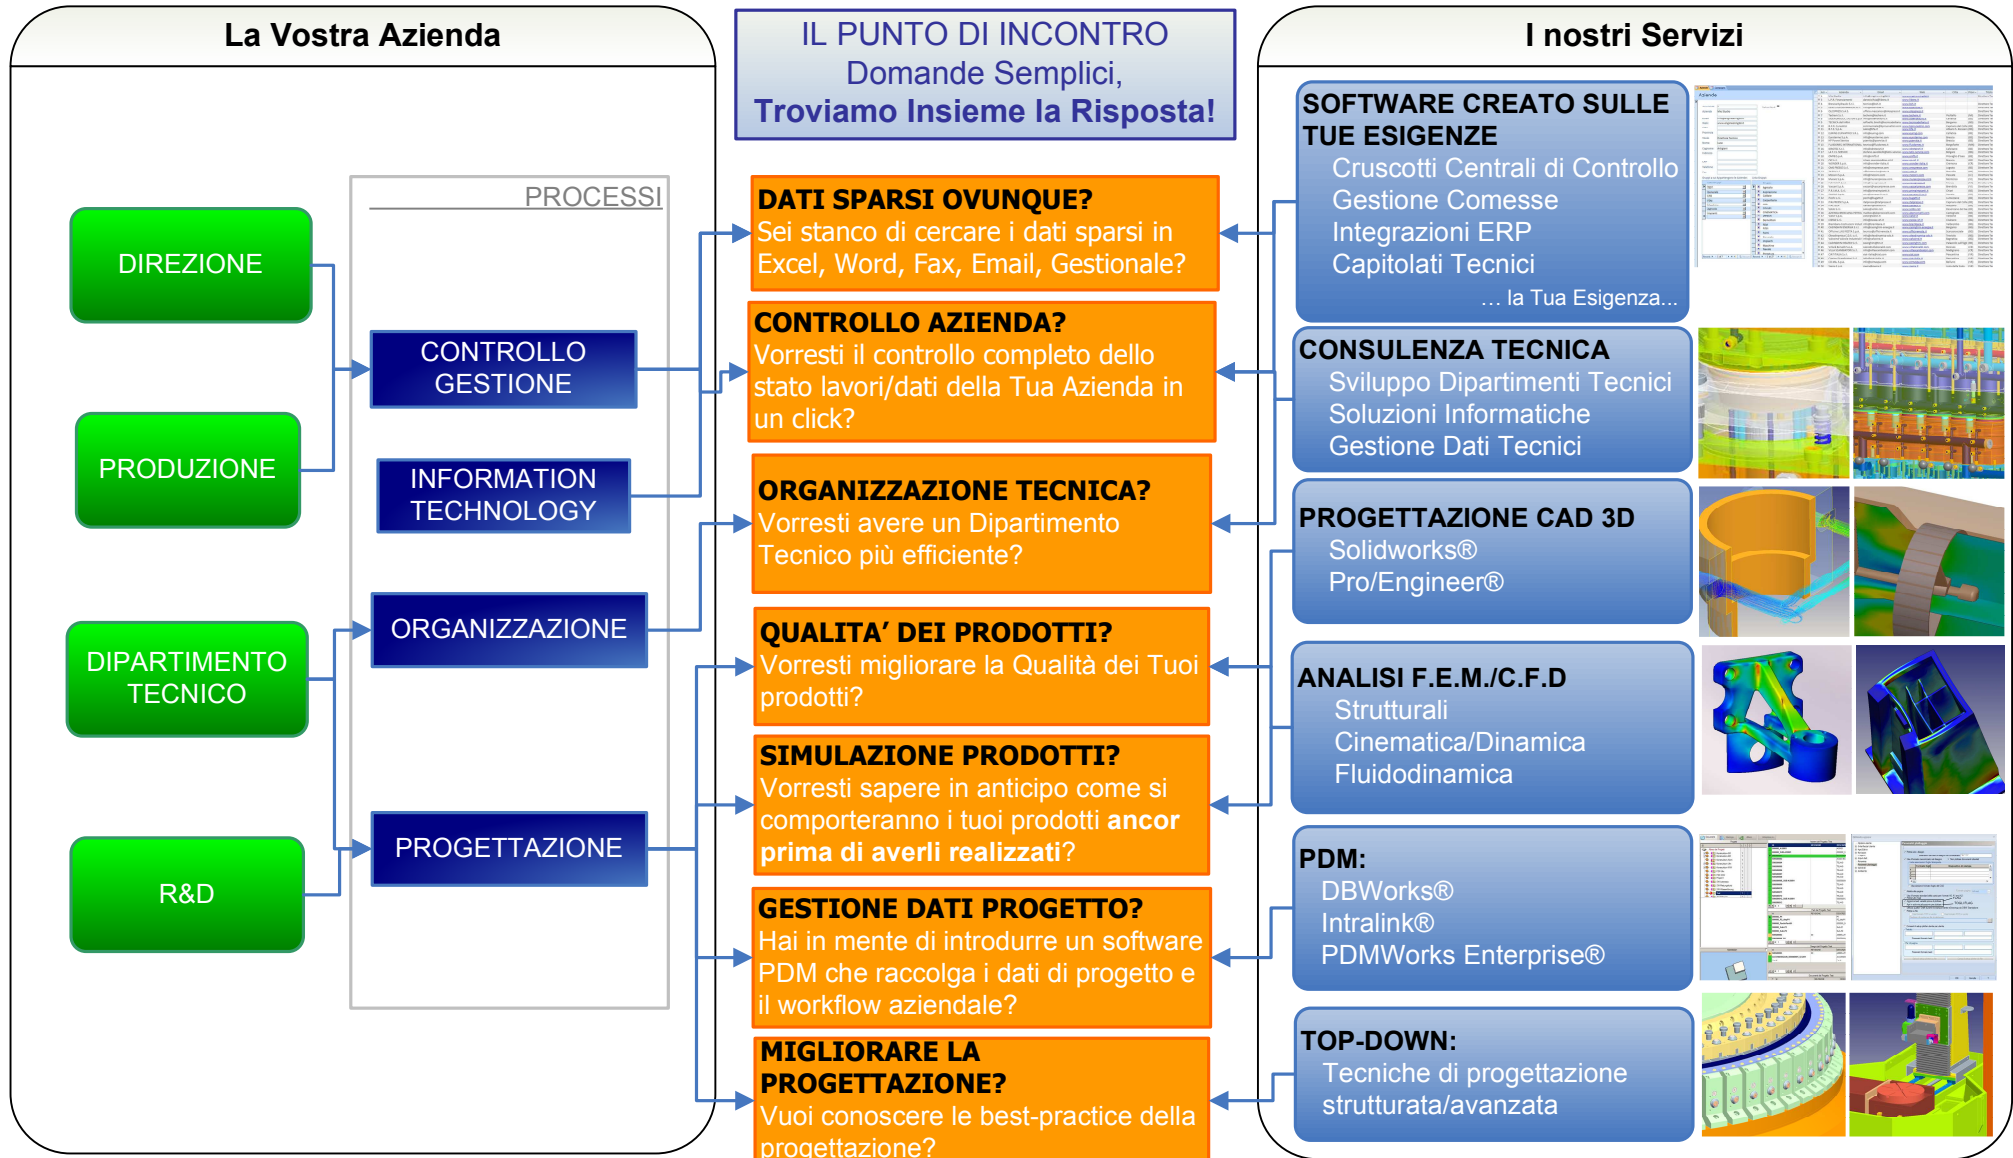 La Vostra Azienda
PROCESSI
DIREZIONE
PRODUZIONE
DIPARTIMENTO
TECNICO
R&D
CONTROLLO
GESTIONE
INFORMATION
TECHNOLOGY
ORGANIZZAZIONE
PROGETTAZIONE
IL PUNTO DI INCONTRO
Domande Semplici,
Troviamo Insieme la Risposta!
DATI SPARSI OVUNQUE?
Sei stanco di cercare i dati sparsi in
Excel, Word, Fax, Email, Gestionale?
CONTROLLO AZIENDA?
Vorresti il controllo completo dello
stato lavori/dati della Tua Azienda in
un click?
ORGANIZZAZIONE TECNICA?
Vorresti avere un Dipartimento
Tecnico più efficiente?
QUALITA’ DEI PRODOTTI?
Vorresti migliorare la Qualità dei Tuoi
prodotti?
SIMULAZIONE PRODOTTI?
Vorresti sapere in anticipo come si
comporteranno i tuoi prodotti ancor
prima di averli realizzati?
GESTIONE DATI PROGETTO?
Hai in mente di introdurre un software
PDM che raccolga i dati di progetto e
il workflow aziendale?
MIGLIORARE LA
PROGETTAZIONE?
Vuoi conoscere le best-practice della
progettazione?
I nostri Servizi
SOFTWARE CREATO SULLE
TUE ESIGENZE
Cruscotti Centrali di Controllo
Gestione Comesse
Integrazioni ERP
Capitolati Tecnici
… la Tua Esigenza...
CONSULENZA TECNICA
Sviluppo Dipartimenti Tecnici
Soluzioni Informatiche
Gestione Dati Tecnici
PROGETTAZIONE CAD 3D
Solidworks®
Pro/Engineer®
ANALISI F.E.M./C.F.D
Strutturali
Cinematica/Dinamica
Fluidodinamica
PDM:
DBWorks®
Intralink®
PDMWorks Enterprise®
TOP-DOWN:
Tecniche di progettazione
strutturata/avanzata